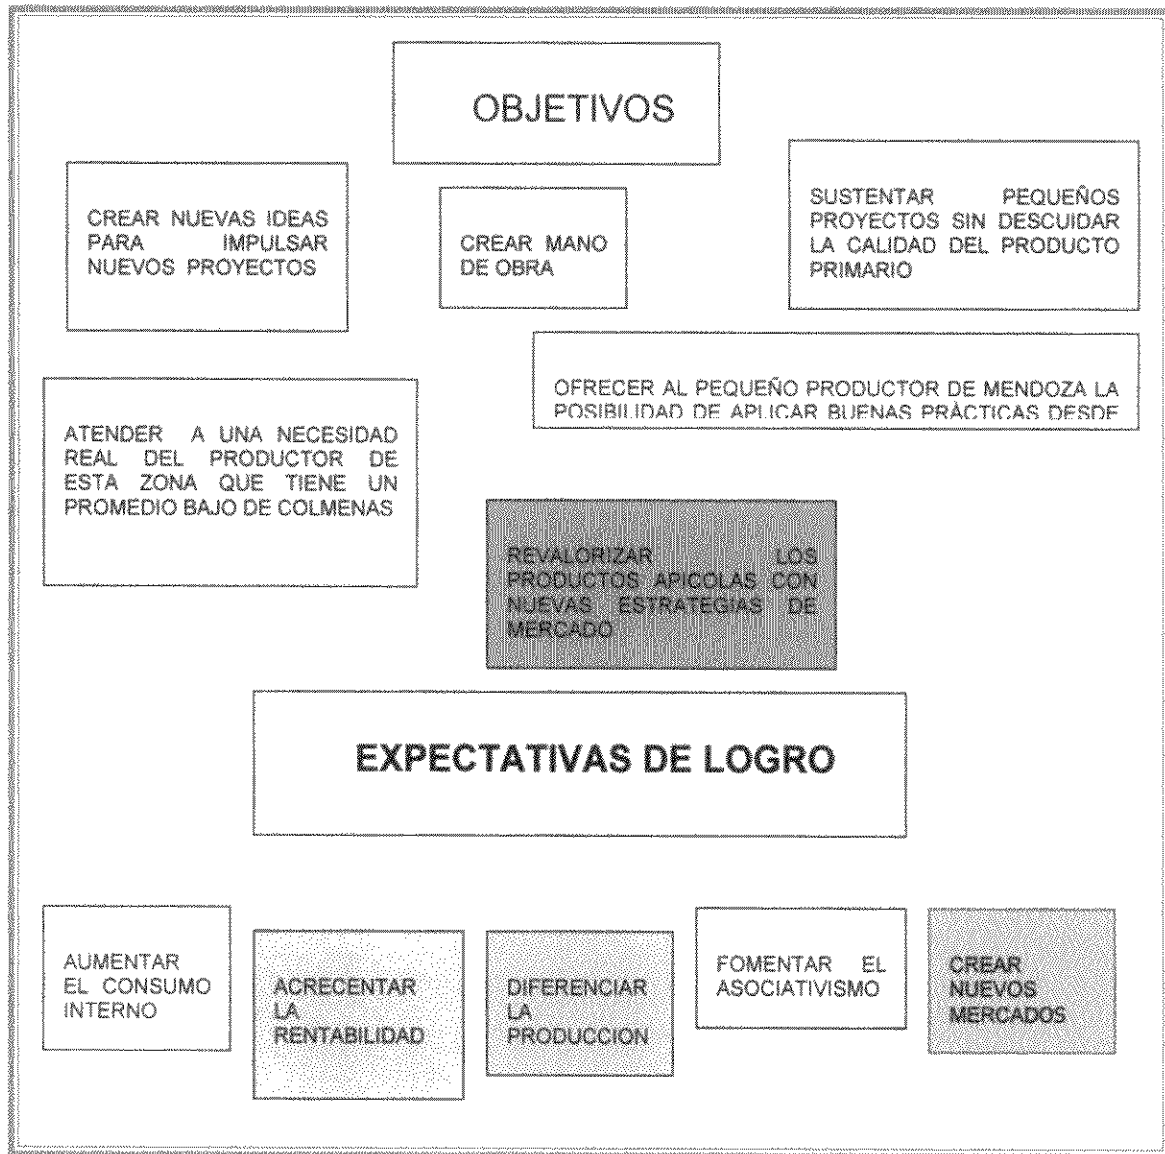 OBJETIVOS
CREAR NUEVAS IDEAS
PARA IMPULSAR
NUEVOS PROYECTOS
CREAR MANO
DE OBRA
SUSTENTAR PEQUEÑOS
PROYECTOS SIN DESCUIDAR
LA CALIDAD DEL PRODUCTO
PRIMARIO
OFRECER AL PEQUEÑO PRODUCTOR DE MENDOZA LA
POSIBILIDAD DE APLICAR BUENAS PRÀCTICAS DESDE
ATENDER A UNA NECESIDAD
REAL DEL PRODUCTOR DE
ESTA ZONA QUE TIENE UN
PROMEDIO BAJO DE COLMENAS
REVALORIZAR LOS
PRODUCTOS APICOLAS CON
NUEVAS ESTRATEGIAS DE
MERCADO
EXPECTATIVAS DE LOGRO
AUMENTAR
EL CONSUMO
INTERNO
ACRECENTAR
LA
RENTABILIDAD
DIFERENCIAR
LA
PRODUCCION
FOMENTAR EL
ASOCIATIVISMO
CREAR
NUEVOS
MERCADOS